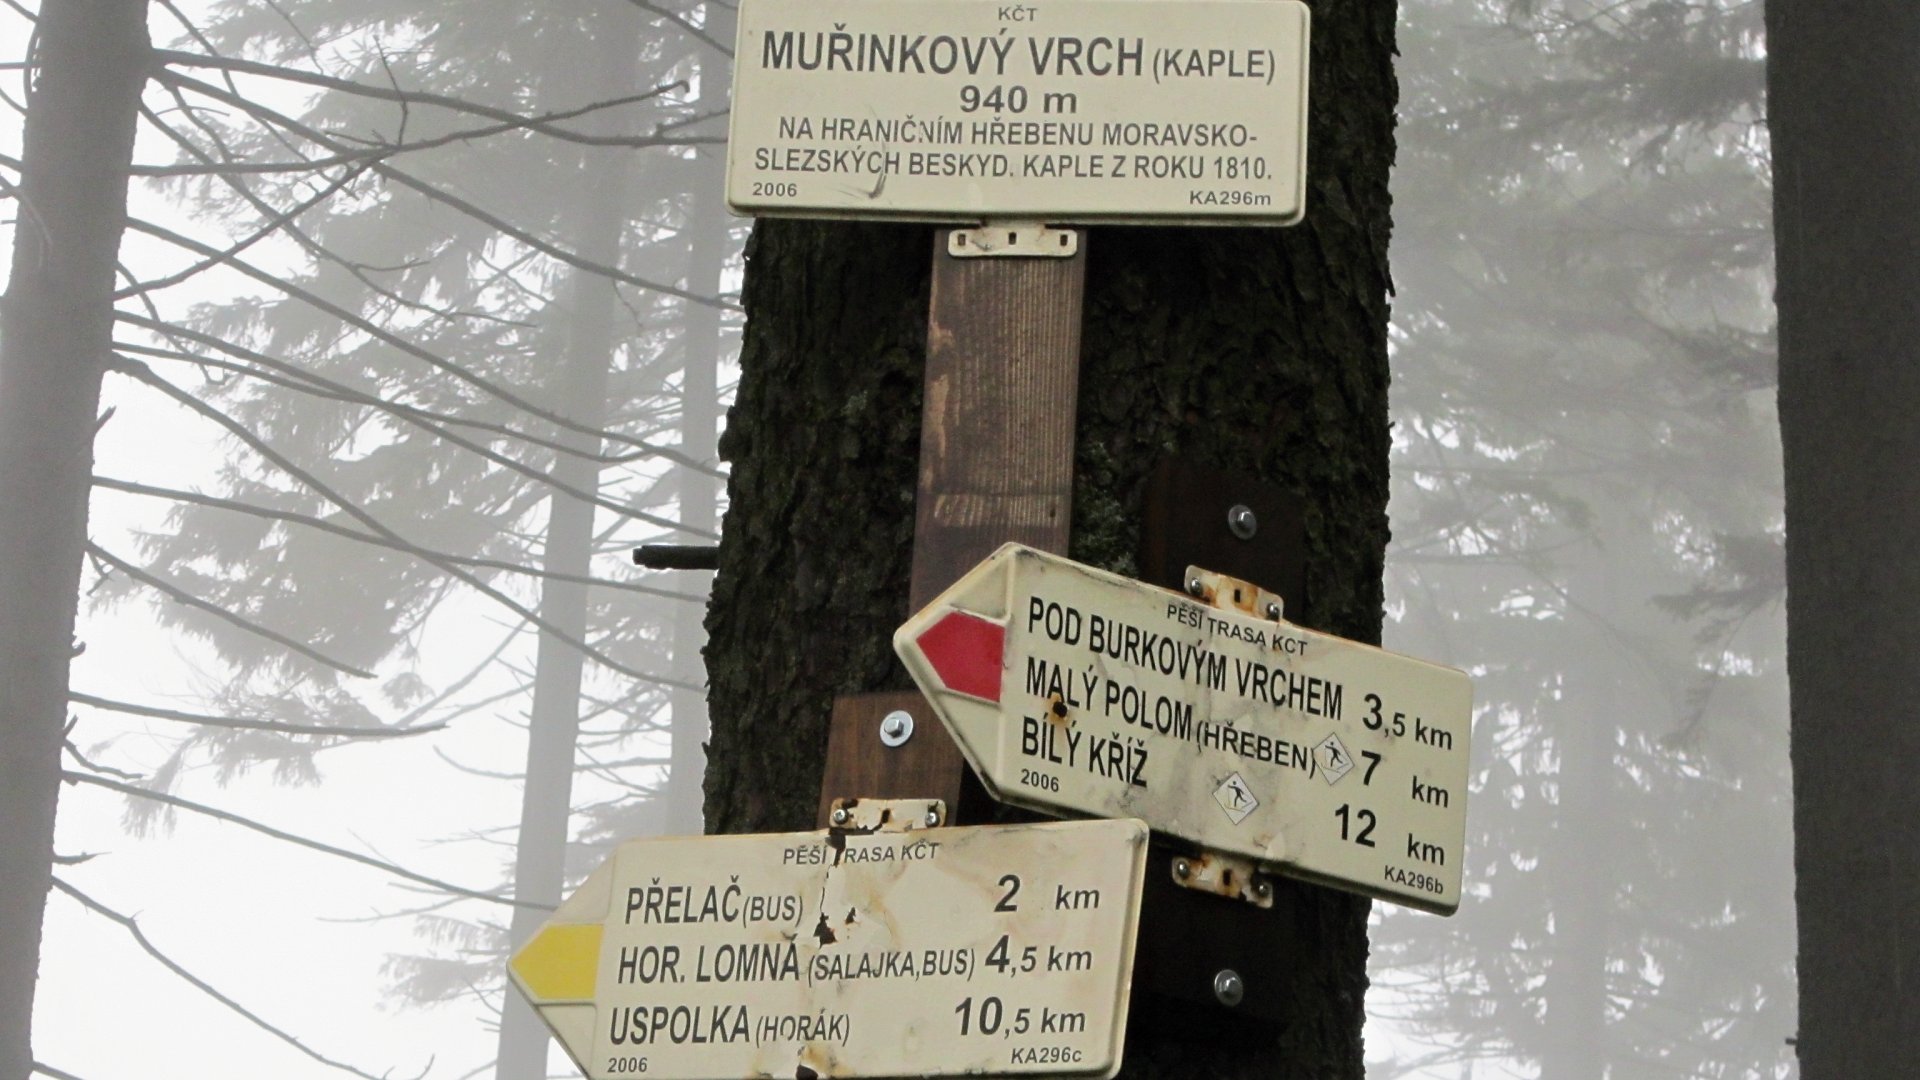 KČT
MUŘINKOVÝ VRCH (KAPLE)
940 m
NA HRANIČNÍM HŘEBENU MORAVSKO-
SLEZSKÝCH BESKYD. KAPLE Z ROKU 1810.
2006 KA296m
PĚŠÍ TRASA KČT
POD BURKOVÝM VRCHEM 3,5 km
MALÝ POLOM (HŘEBEN) 7 km
BÍLÝ KŘÍŽ 12 km
2006 KA296b
PĚŠÍ TRASA KČT
PŘELAČ (BUS) 2 km
HOR. LOMNÁ (SALAJKA,BUS) 4,5 km
USPOLKA (HORÁK) 10,5 km
2006 KA296c